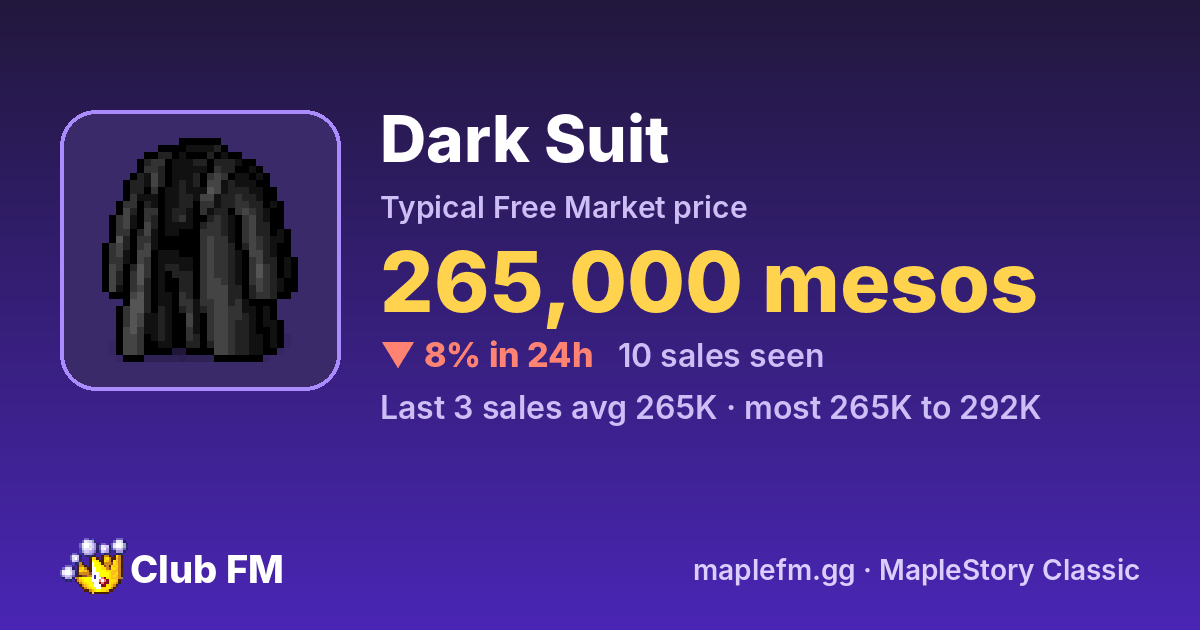 Dark Suit
Typical Free Market price
265,000 mesos
▼ 8% in 24h 10 sales seen
Last 3 sales avg 265K · most 265K to 292K
Club FM
maplefm.gg · MapleStory Classic